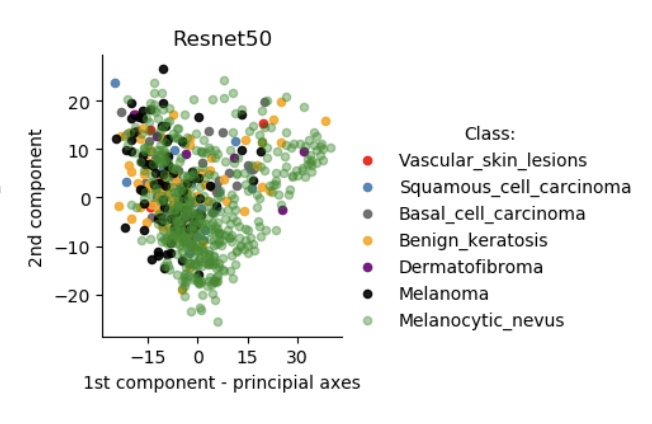 Resnet50
20
10
0
−10
−20
2nd component
−15 0 15 30
1st component - principial axes
Class:
Vascular_skin_lesions
Squamous_cell_carcinoma
Basal_cell_carcinoma
Benign_keratosis
Dermatofibroma
Melanoma
Melanocytic_nevus